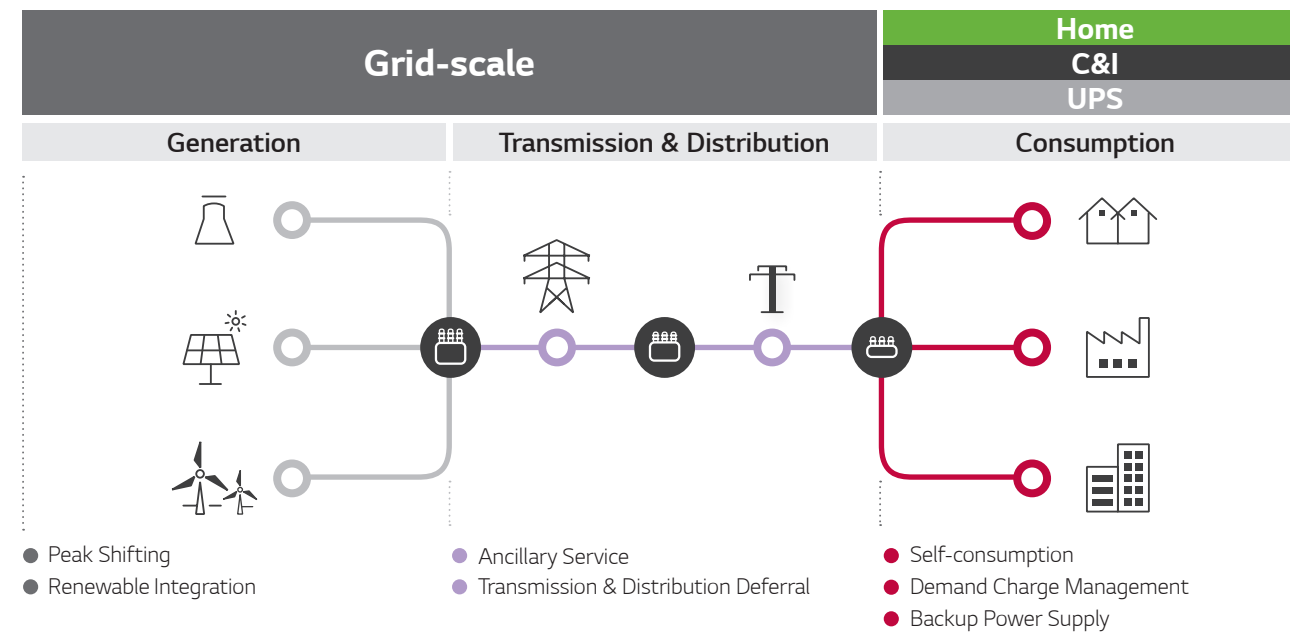 Grid-scale
Home
C&I
UPS
Generation
Transmission & Distribution
Consumption
Peak Shifting
Renewable Integration
Ancillary Service
Transmission & Distribution Deferral
Self-consumption
Demand Charge Management
Backup Power Supply